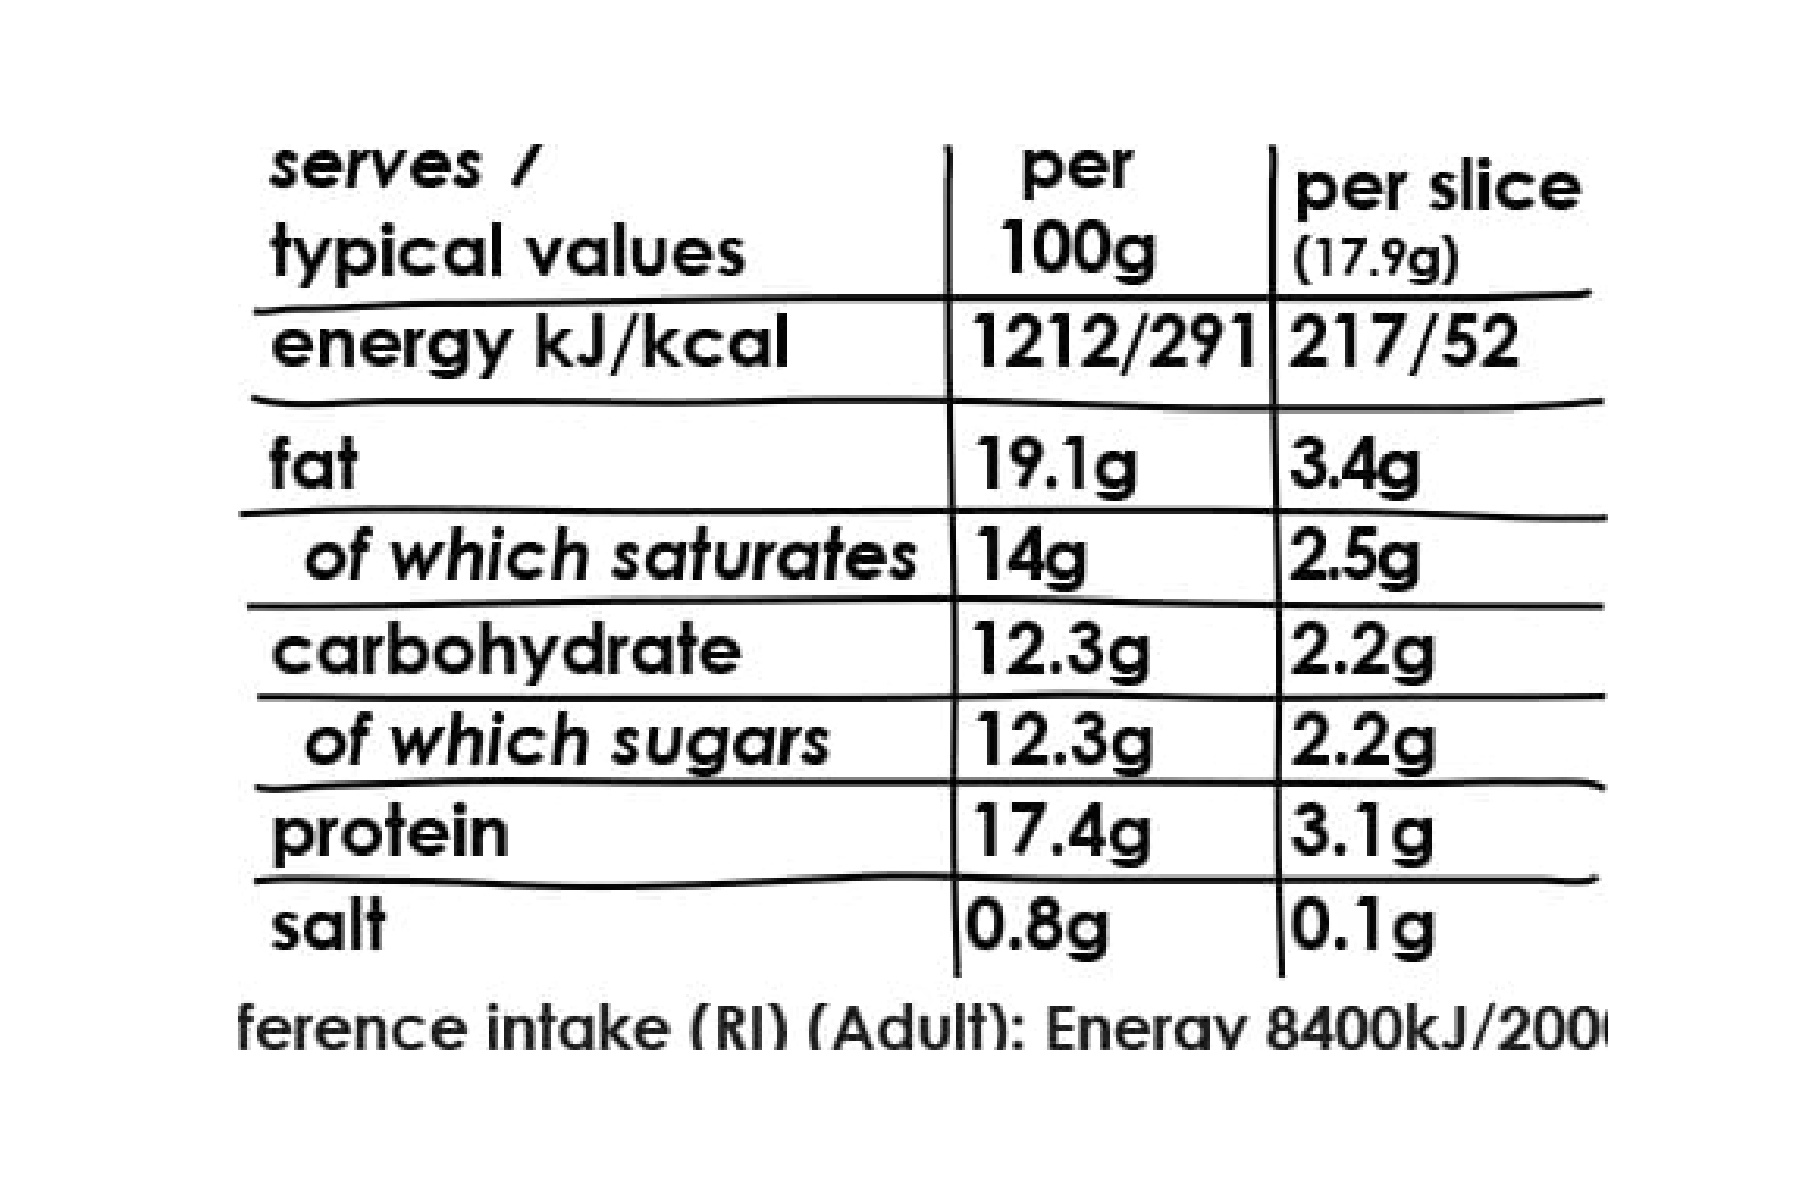 serves 7
typical values per 100g per slice (17.9g)
energy kJ/kcal 1212/291 217/52
fat 19.1g 3.4g
of which saturates 14g 2.5g
carbohydrate 12.3g 2.2g
of which sugars 12.3g 2.2g
protein 17.4g 3.1g
salt 0.8g 0.1g
ference intake (RI) (Adult): Energy 8400kJ/200